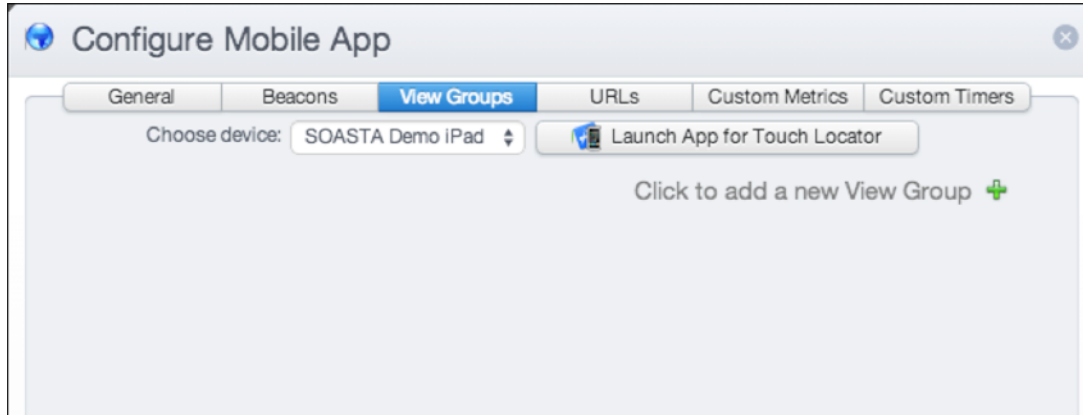 Configure Mobile App
General Beacons View Groups URLs Custom Metrics Custom Timers
Choose device: SOASTA Demo iPad Launch App for Touch Locator
Click to add a new View Group